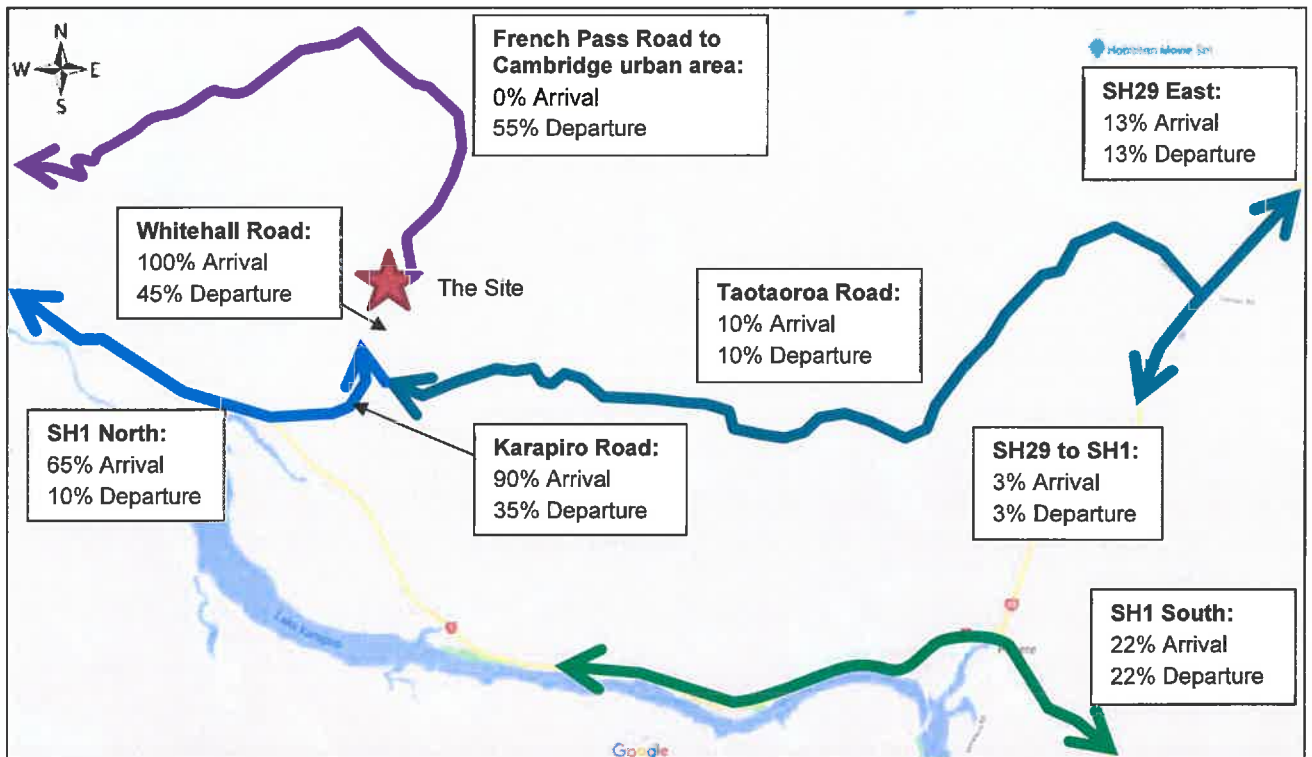 N
W E
S
French Pass Road to
Cambridge urban area:
0% Arrival
55% Departure
SH29 East:
13% Arrival
13% Departure
Whitehall Road:
100% Arrival
45% Departure
The Site
Taotaoroa Road:
10% Arrival
10% Departure
SH1 North:
65% Arrival
10% Departure
Karapiro Road:
90% Arrival
35% Departure
SH29 to SH1:
3% Arrival
3% Departure
SH1 South:
22% Arrival
22% Departure
Lake Karapiro
Google